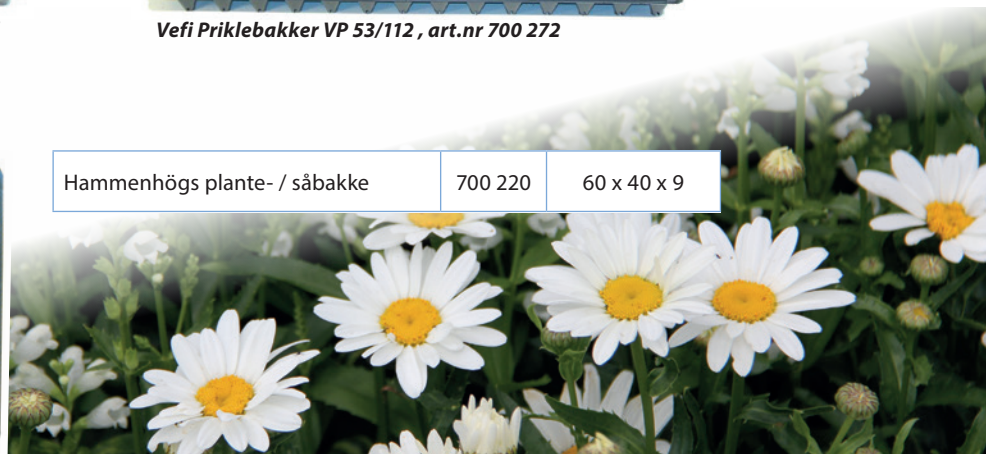 Vefi Priklebakker VP 53/112 , art.nr 700 272
Hammenhögs plante- / såbakke 700 220 60 x 40 x 9